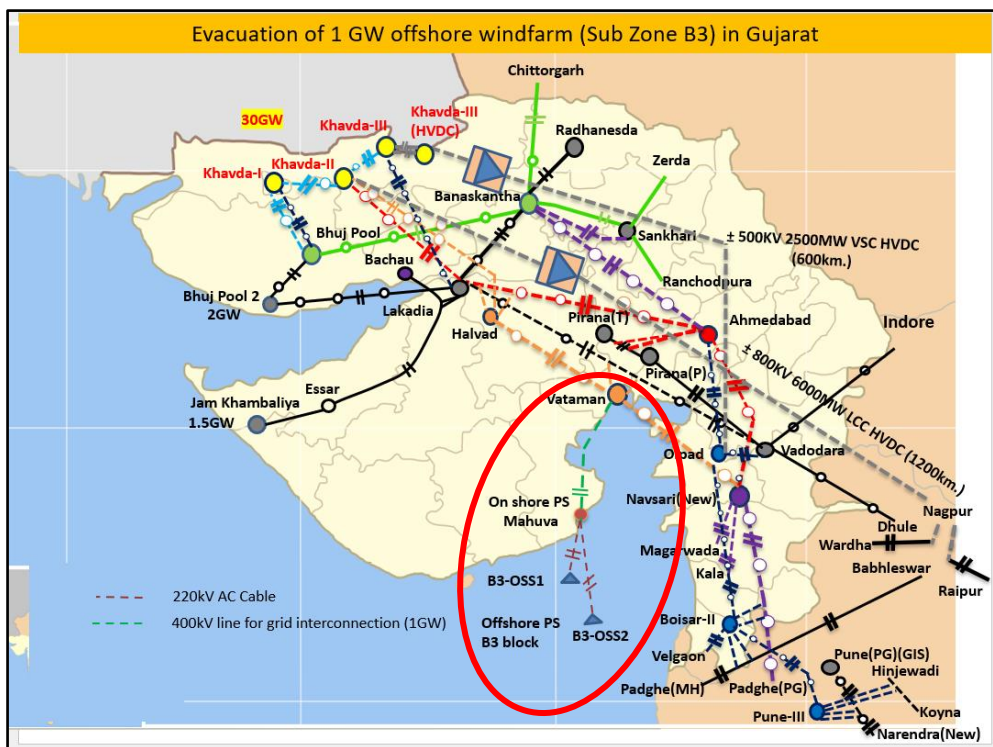 Evacuation of 1 GW offshore windfarm (Sub Zone B3) in Gujarat
Chittorgarh
30GW
Khavda-III
Khavda-III
(HVDC)
Radhanesda
Khavda-II
Zerda
Khavda-I
Banaskantha
Bhuj Pool
Sankhari
± 500KV 2500MW VSC HVDC
(600km.)
Bachau
Ranchodpura
Bhuj Pool 2
2GW
Lakadia
Halvad
Pirana(T)
Ahmedabad
Indore
Pirana(P)
± 800KV 6000MW LCC HVDC (1200km.)
Essar
Jam Khambaliya
1.5GW
Vataman
Olpad
Vadodara
On shore PS
Mahuva
Navsari(New)
Nagpur
Dhule
Wardha
Magarwada
Kala
Babhleswar
Raipur
B3-OSS1
220kV AC Cable
400kV line for grid interconnection (1GW)
Offshore PS
B3 block
B3-OSS2
Boisar-II
Velgaon
Pune(PG)(GIS)
Hinjewadi
Padghe(MH)
Padghe(PG)
Pune-III
Koyna
Narendra(New)